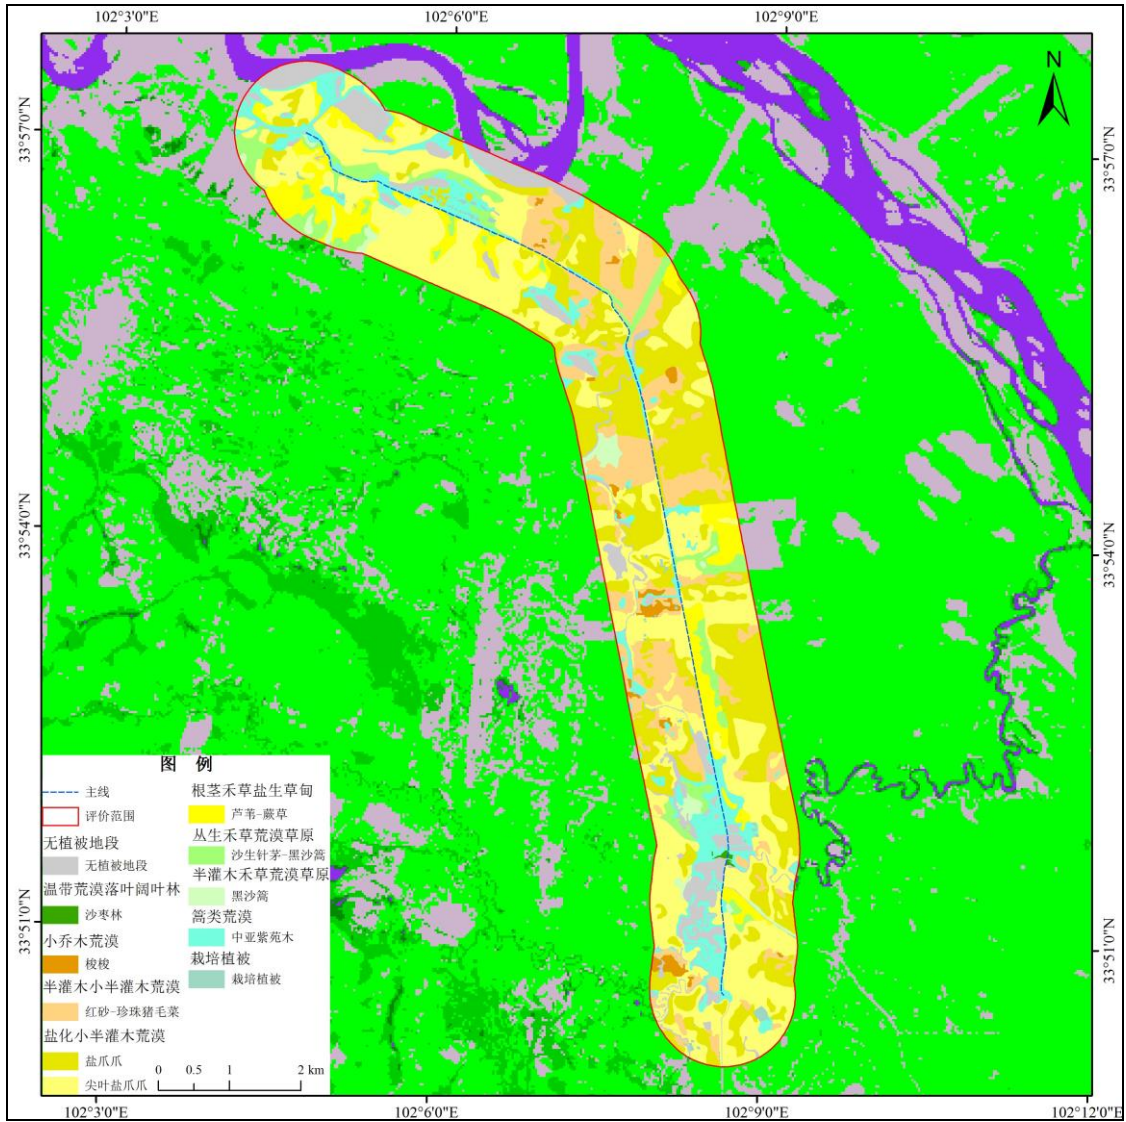 102°3'0"E 102°6'0"E 102°9'0"E
N
33°57'0"N 33°57'0"N
33°54'0"N 33°54'0"N
33°51'0"N 33°51'0"N
图 例
主线
评价范围
无植被地段
无植被地段
温带荒漠落叶阔叶林
沙枣林
小乔木荒漠
梭梭
半灌木小半灌木荒漠
红砂-珍珠猪毛菜
盐化小半灌木荒漠
盐爪爪
尖叶盐爪爪
根茎禾草盐生草甸
芦苇-蕨草
丛生禾草荒漠草原
沙生针茅-黑沙蒿
半灌木禾草荒漠草原
黑沙蒿
蒿类荒漠
中亚紫菀木
栽培植被
栽培植被
0 0.5 1 2 km
102°3'0"E 102°6'0"E 102°9'0"E 102°12'0"E